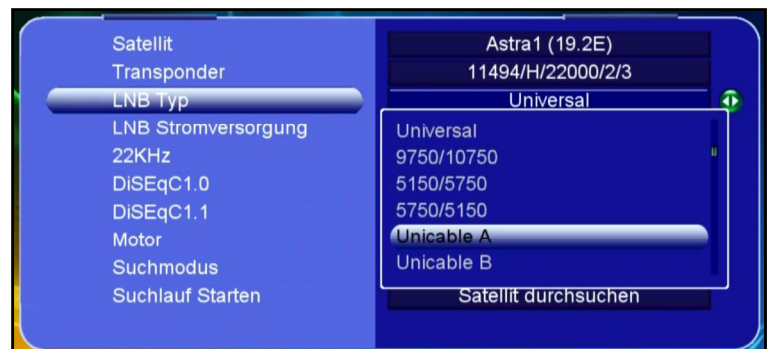 Satellit Astra1 (19.2E)
Transponder 11494/H/22000/2/3
LNB Typ Universal
LNB Stromversorgung Universal
22KHz 9750/10750
DiSEqC1.0 5150/5750
DiSEqC1.1 5750/5150
Motor Unicable A
Suchmodus Unicable B
Suchlauf Starten Satellit durchsuchen